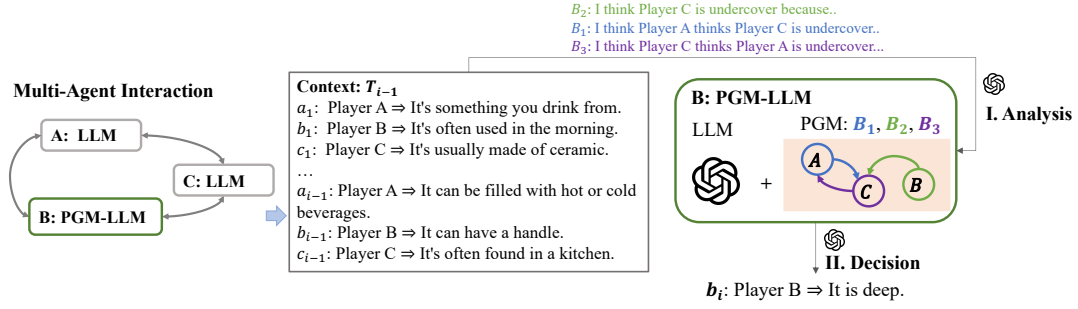 B₂: I think Player C is undercover because..
B₁: I think Player A thinks Player C is undercover..
B₃: I think Player C thinks Player A is undercover...
Multi-Agent Interaction
A: LLM
C: LLM
B: PGM-LLM
Context: Tᵢ₋₁
a₁: Player A ⇒ It's something you drink from.
b₁: Player B ⇒ It's often used in the morning.
c₁: Player C ⇒ It's usually made of ceramic.
...
aᵢ₋₁: Player A ⇒ It can be filled with hot or cold
beverages.
bᵢ₋₁: Player B ⇒ It can have a handle.
cᵢ₋₁: Player C ⇒ It's often found in a kitchen.
B: PGM-LLM
LLM
PGM: B₁, B₂, B₃
+
A
C
B
I. Analysis
II. Decision
bᵢ: Player B ⇒ It is deep.